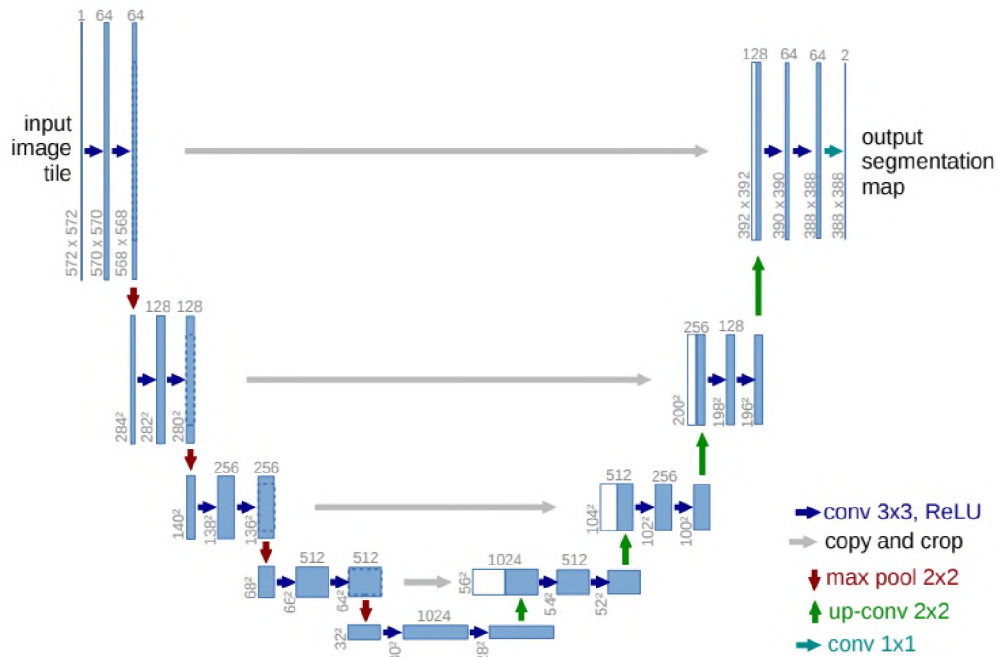 1 64 64
input
image
tile
572 x 572
570 x 570
568 x 568
128 64 64 2
392 x 392
390 x 390
388 x 388
388 x 388
output
segmentation
map
128 128
284²
282²
280²
256 128
200²
198²
196²
256 256
140²
138²
136²
512 256
104²
102²
100²
512 512
68²
66²
64²
1024 512
56²
54²
52²
1024
32²
conv 3x3, ReLU
copy and crop
max pool 2x2
up-conv 2x2
conv 1x1